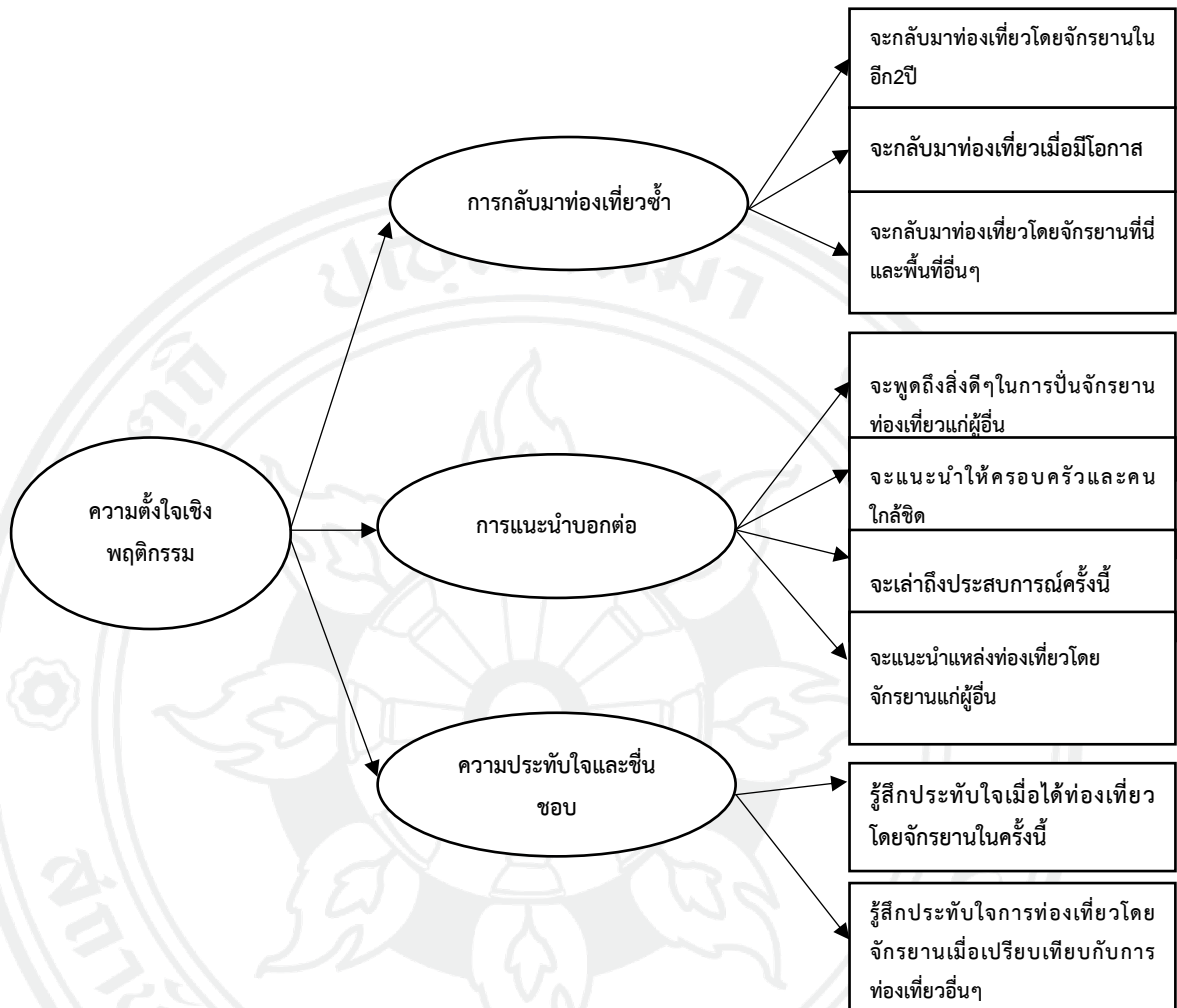 ความตั้งใจเชิง
พฤติกรรม
การกลับมาท่องเที่ยวซ้ำ
จะกลับมาท่องเที่ยวโดยจักรยานใน
อีก2ปี
จะกลับมาท่องเที่ยวเมื่อมีโอกาส
จะกลับมาท่องเที่ยวโดยจักรยานที่นี่
และพื้นที่อื่นๆ
การแนะนำบอกต่อ
จะพูดถึงสิ่งดีๆในการปั่นจักรยาน
ท่องเที่ยวแก่ผู้อื่น
จะแนะนำให้ครอบครัวและคน
ใกล้ชิด
จะเล่าถึงประสบการณ์ครั้งนี้
จะแนะนำแหล่งท่องเที่ยวโดย
จักรยานแก่ผู้อื่น
ความประทับใจและชื่น
ชอบ
รู้สึกประทับใจเมื่อได้ท่องเที่ยว
โดยจักรยานในครั้งนี้
รู้สึกประทับใจการท่องเที่ยวโดย
จักรยานเมื่อเปรียบเทียบกับการ
ท่องเที่ยวอื่นๆ